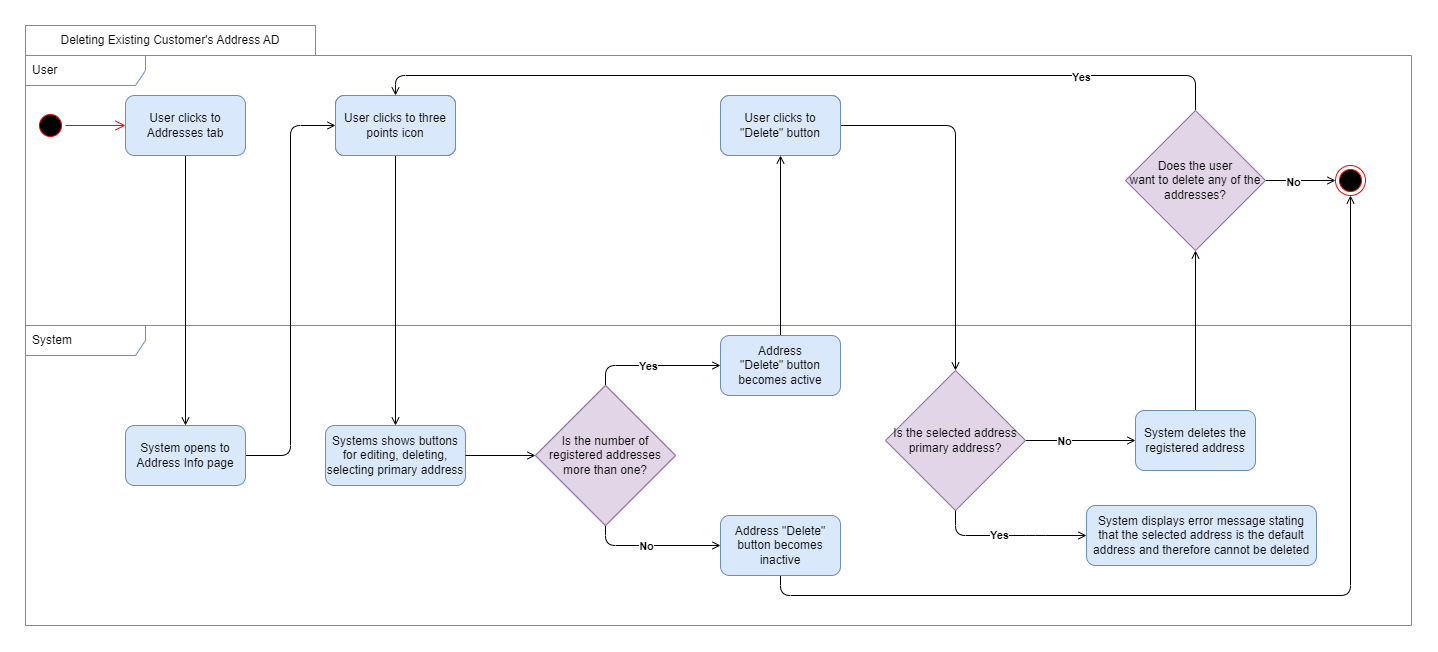 Deleting Existing Customer's Address AD
User
Yes
User clicks to
Addresses tab
User clicks to three
points icon
User clicks to
"Delete" button
Does the user
want to delete any of the
addresses?
No
System
Address
"Delete" button
becomes active
Yes
System opens to
Address Info page
Systems shows buttons
for editing, deleting,
selecting primary address
Is the number of
registered addresses
more than one?
Is the selected address
primary address?
No
System deletes the
registered address
No
Address "Delete"
button becomes
inactive
Yes
System displays error message stating
that the selected address is the default
address and therefore cannot be deleted